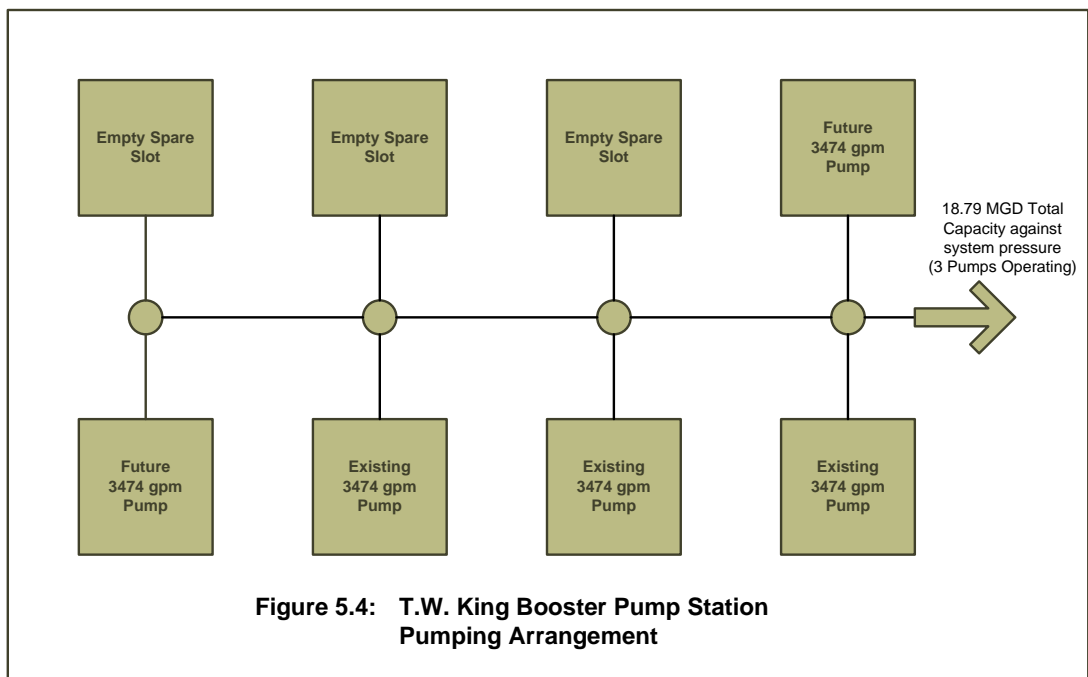 Empty Spare
Slot
Empty Spare
Slot
Empty Spare
Slot
Future
3474 gpm
Pump
18.79 MGD Total
Capacity against
system pressure
(3 Pumps Operating)
Future
3474 gpm
Pump
Existing
3474 gpm
Pump
Existing
3474 gpm
Pump
Existing
3474 gpm
Pump
Figure 5.4: T.W. King Booster Pump Station
Pumping Arrangement